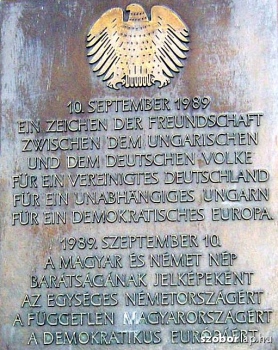 10. SEPTEMBER 1989
EIN ZEICHEN DER FREUNDSCHAFT
ZWISCHEN DEM UNGARISCHEN
UND DEM DEUTSCHEN VOLKE
FÜR EIN VEREINIGTES DEUTSCHLAND
FÜR EIN UNABHÄNGIGES UNGARN
FÜR EIN DEMOKRATISCHES EUROPA.
1989. SZEPTEMBER 10.
A MAGYAR ÉS NÉMET NÉP
BARÁTSÁGÁNAK JELKÉPEKÉNT
AZ EGYSÉGES NÉMETORSZÁGÉRT
A FÜGGETLEN MAGYARORSZÁGÉRT
A DEMOKRATIKUS EURÓPÁÉRT.
szoborlap.hu